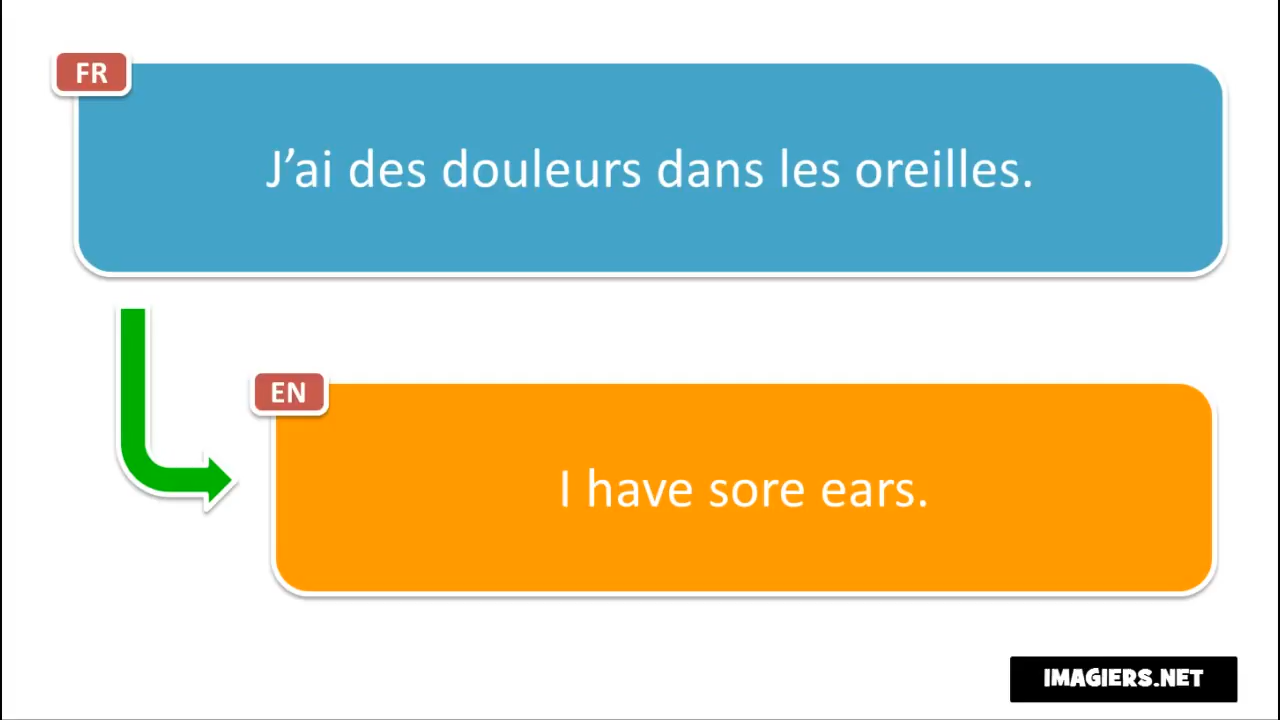 FR
J’ai des douleurs dans les oreilles.
EN
I have sore ears.
IMAGIERS.NET